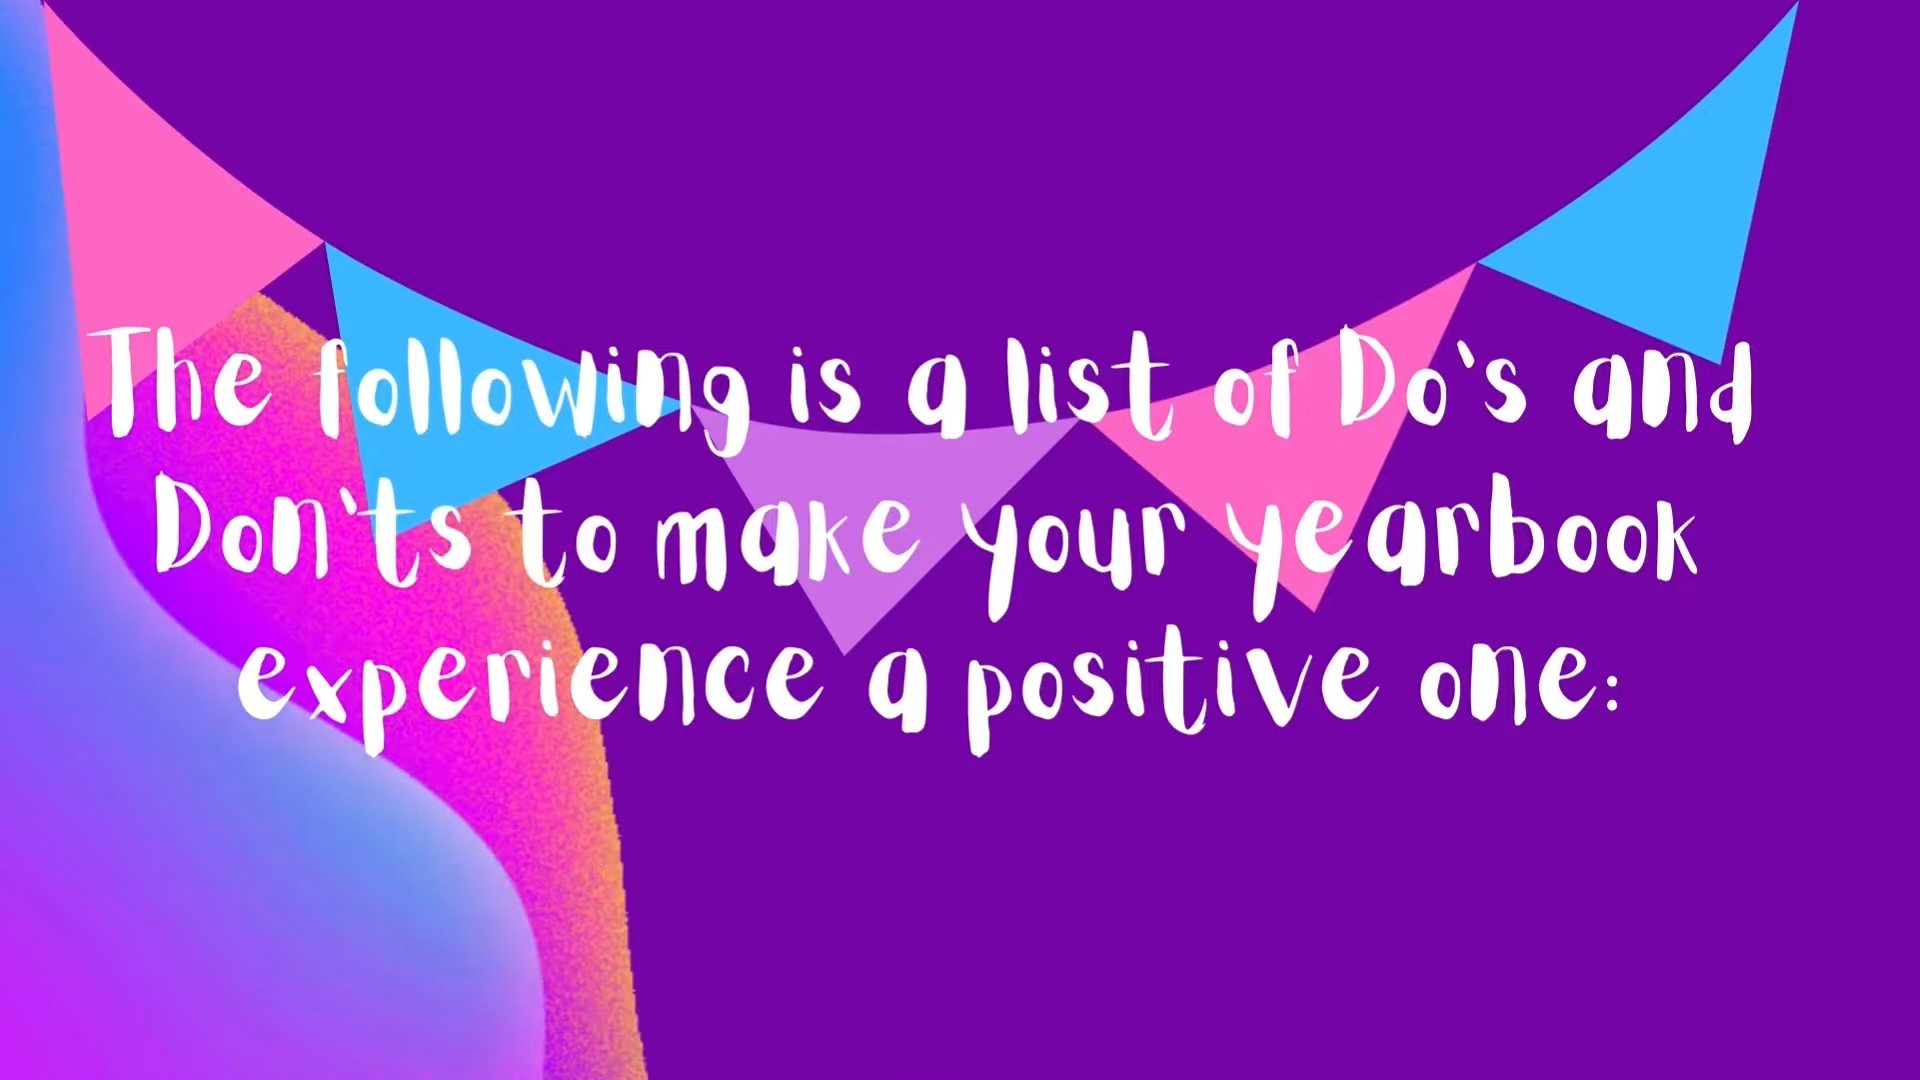 The following is a list of Do's and
Don'ts to make your yearbook
experience a positive one: